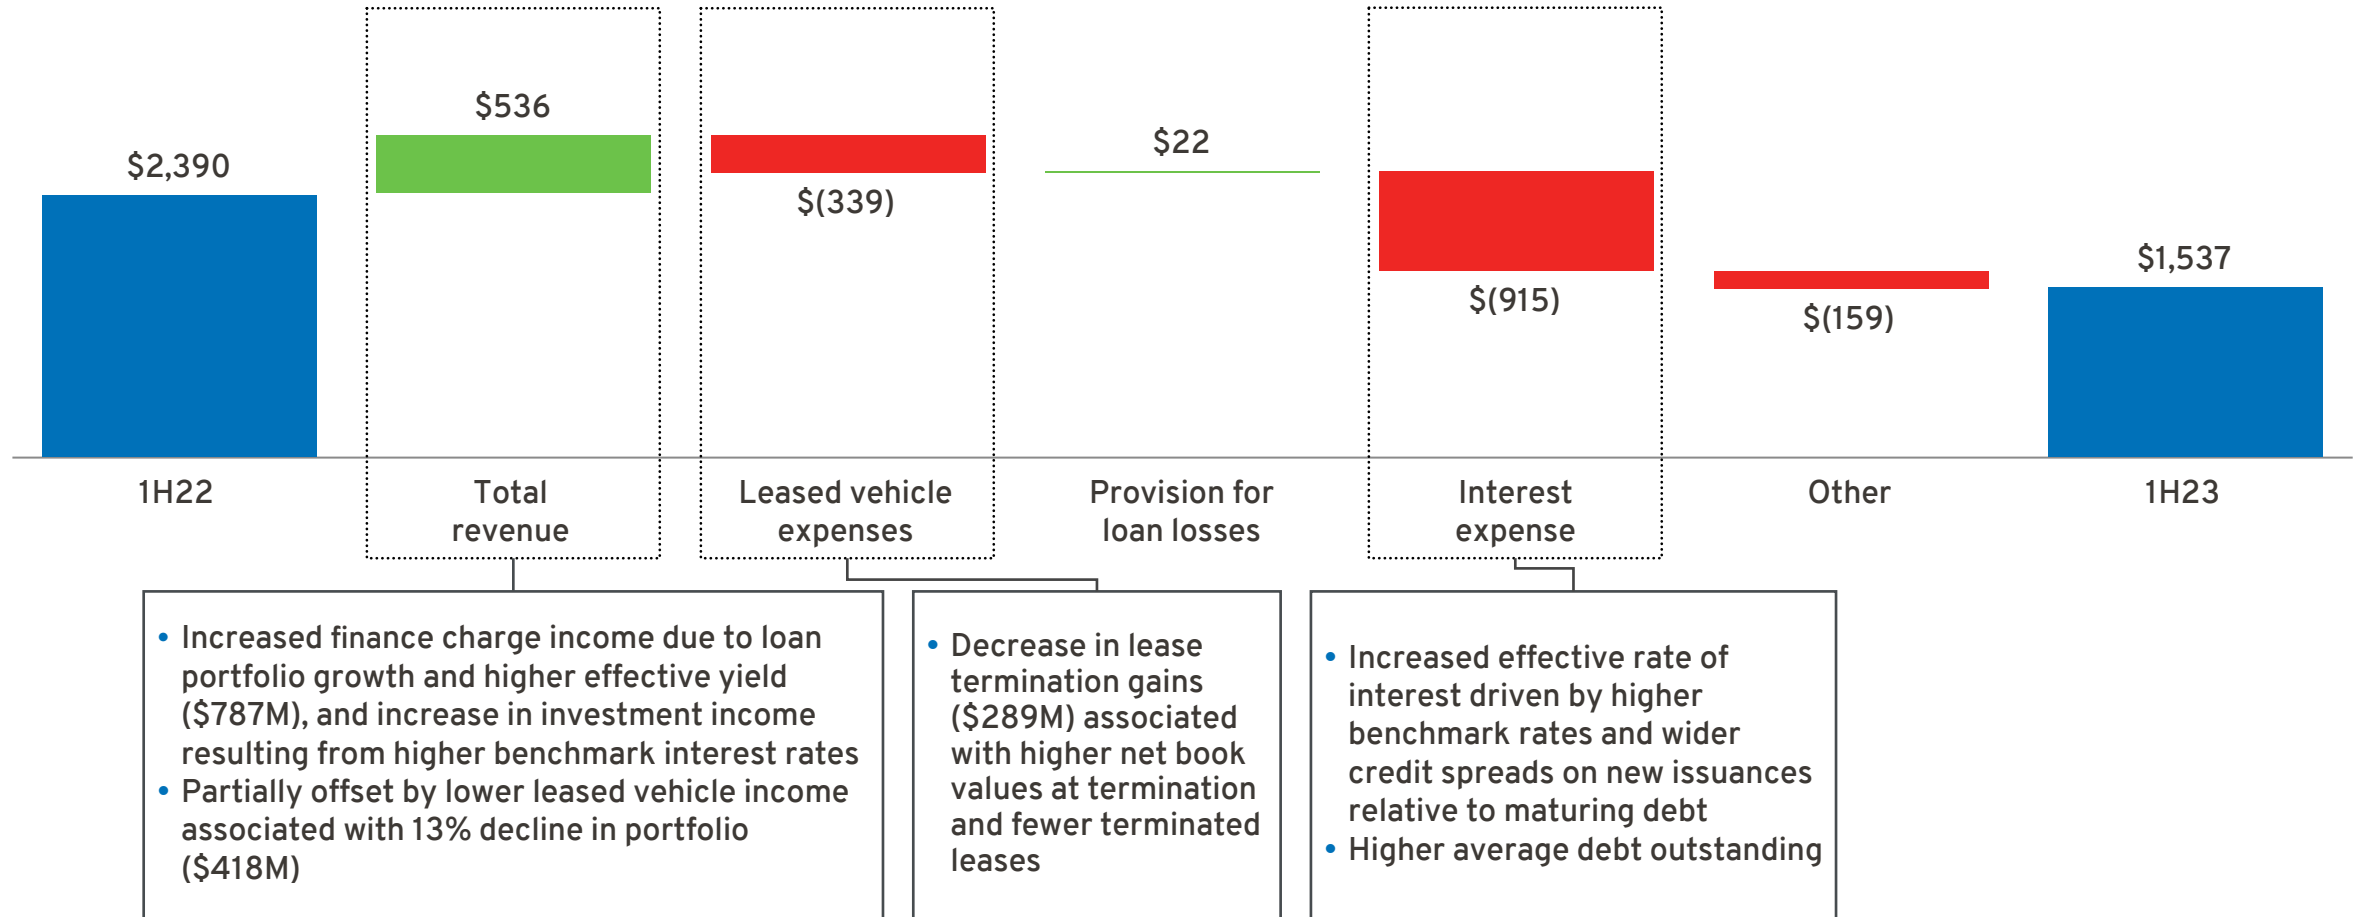 $536
$2,390
$22
$(339)
$1,537
$(915)
$(159)
1H22
Total
revenue
Leased vehicle
expenses
Provision for
loan losses
Interest
expense
Other
1H23
• Increased finance charge income due to loan
portfolio growth and higher effective yield
($787M), and increase in investment income
resulting from higher benchmark interest rates
• Partially offset by lower leased vehicle income
associated with 13% decline in portfolio
($418M)
• Decrease in lease
termination gains
($289M) associated
with higher net book
values at termination
and fewer terminated
leases
• Increased effective rate of
interest driven by higher
benchmark rates and wider
credit spreads on new issuances
relative to maturing debt
• Higher average debt outstanding